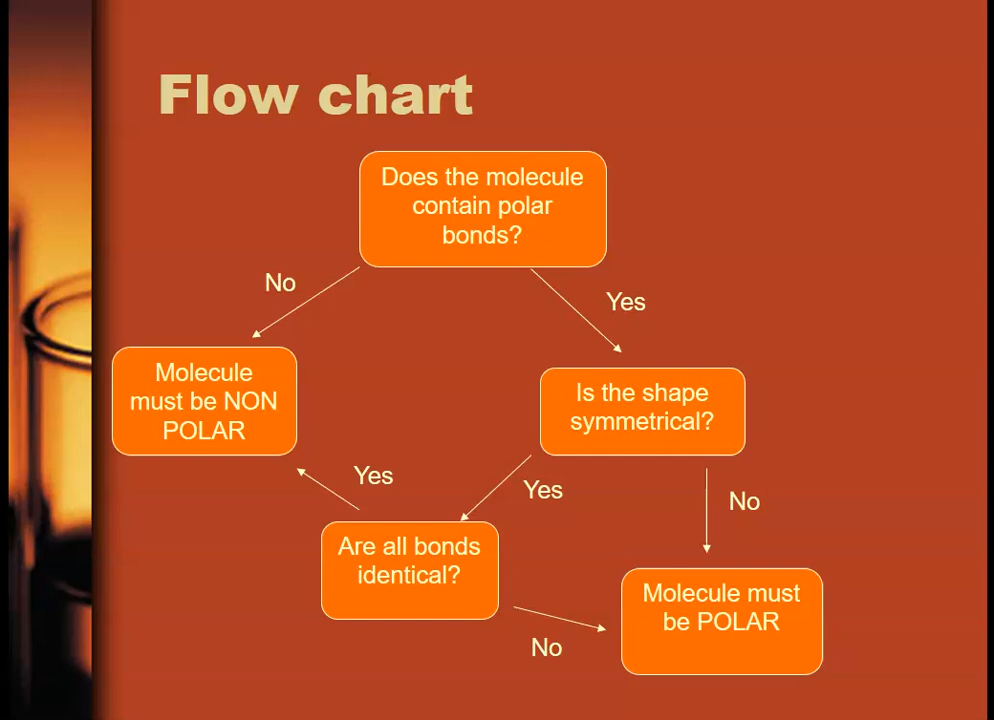 Flow chart
Does the molecule
contain polar
bonds?
No
Yes
Molecule
must be NON
POLAR
Is the shape
symmetrical?
Yes
Yes
No
Are all bonds
identical?
Molecule must
be POLAR
No